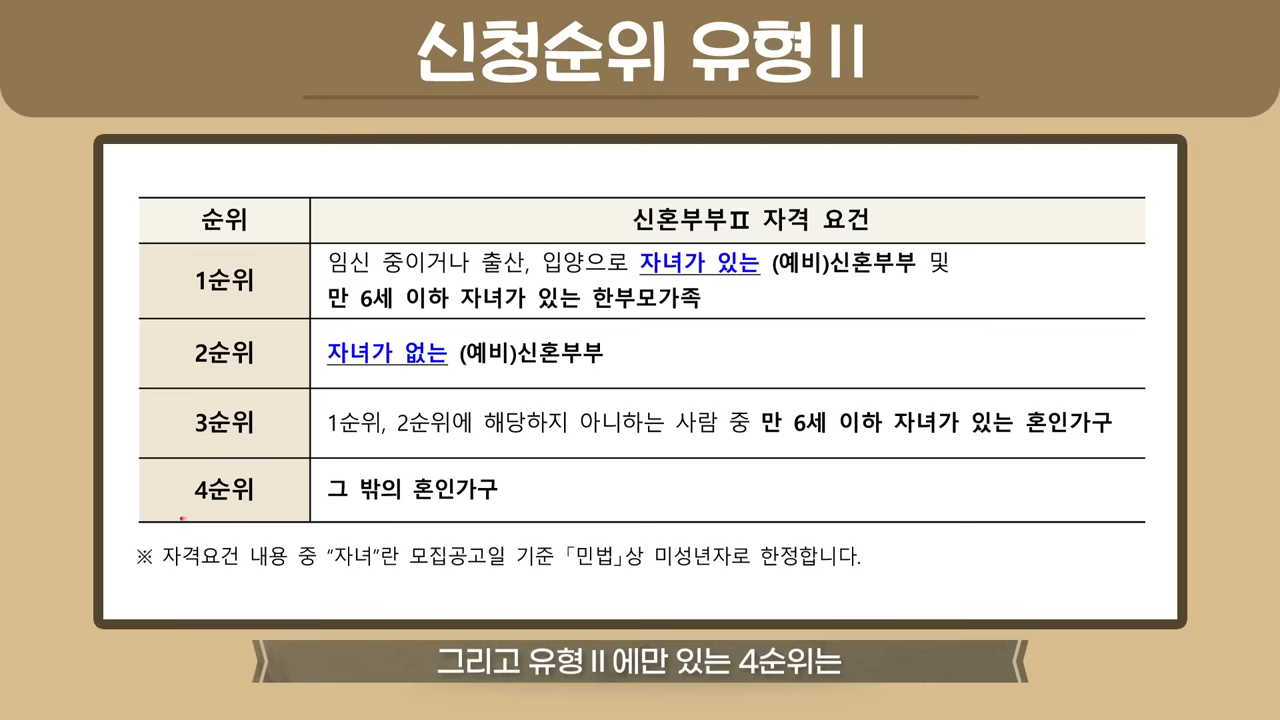 신청순위 유형Ⅱ
순위
신혼부부Ⅱ 자격 요건
1순위
임신 중이거나 출산, 입양으로 자녀가 있는 (예비)신혼부부 및
만 6세 이하 자녀가 있는 한부모가족
2순위
자녀가 없는 (예비)신혼부부
3순위
1순위, 2순위에 해당하지 아니하는 사람 중 만 6세 이하 자녀가 있는 혼인가구
4순위
그 밖의 혼인가구
※ 자격요건 내용 중 “자녀”란 모집공고일 기준 「민법」상 미성년자로 한정합니다.
그리고 유형Ⅱ에만 있는 4순위는